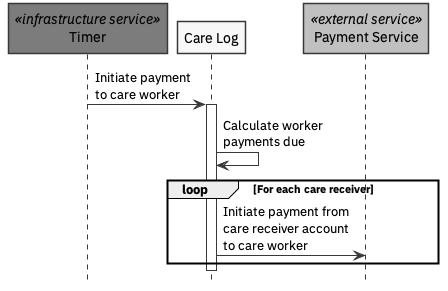 «infrastructure service»
Timer
Care Log
«external service»
Payment Service
Initiate payment
to care worker
Calculate worker
payments due
loop
[For each care receiver]
Initiate payment from
care receiver account
to care worker